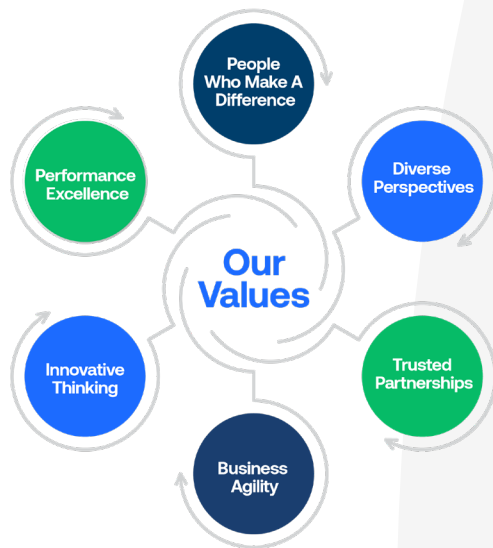 People
Who Make A
Difference
Diverse
Perspectives
Trusted
Partnerships
Business
Agility
Innovative
Thinking
Performance
Excellence
Our
Values